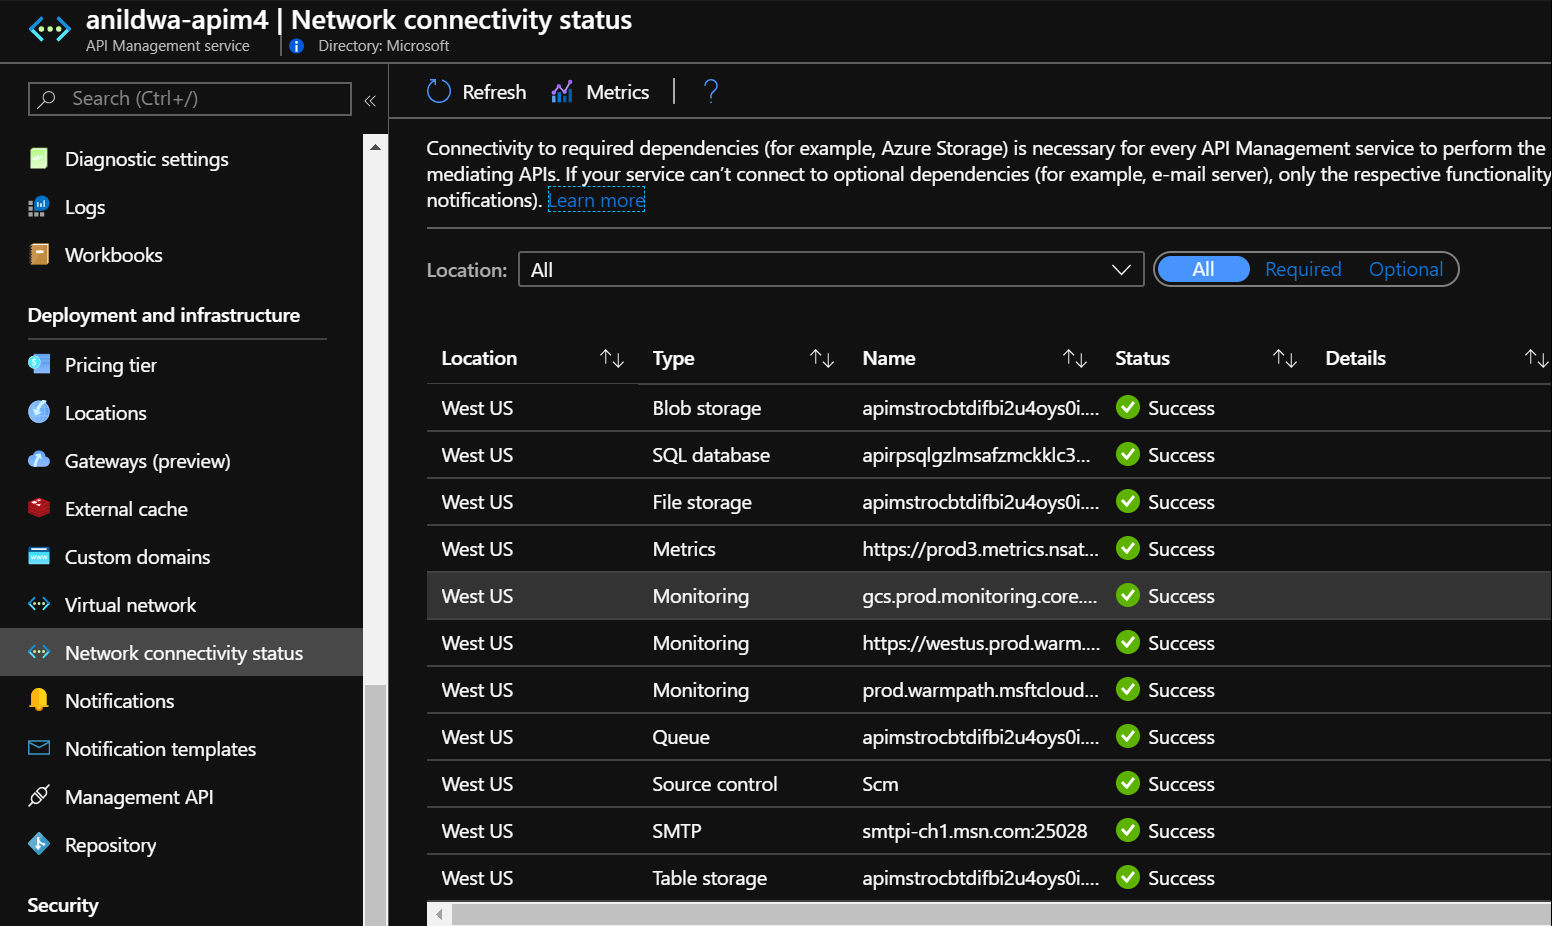 anildwa-apim4 | Network connectivity status
API Management service
Directory: Microsoft
Search (Ctrl+/)
«
Diagnostic settings
Logs
Workbooks
Deployment and infrastructure
Pricing tier
Locations
Gateways (preview)
External cache
Custom domains
Virtual network
Network connectivity status
Notifications
Notification templates
Management API
Repository
Security
Refresh
Metrics
?
Connectivity to required dependencies (for example, Azure Storage) is necessary for every API Management service to perform the
mediating APIs. If your service can’t connect to optional dependencies (for example, e-mail server), only the respective functionality
notifications). Learn more
Location: All
All Required Optional
Location Type Name Status Details
West US Blob storage apimstrocbtdifbi2u4oys0i.... Success
West US SQL database apirpsqlgzlmsafzmckklc3... Success
West US File storage apimstrocbtdifbi2u4oys0i.... Success
West US Metrics https://prod3.metrics.nsat... Success
West US Monitoring gcs.prod.monitoring.core.... Success
West US Monitoring https://westus.prod.warm.... Success
West US Monitoring prod.warmpath.msftcloud... Success
West US Queue apimstrocbtdifbi2u4oys0i.... Success
West US Source control Scm Success
West US SMTP smtpi-ch1.msn.com:25028 Success
West US Table storage apimstrocbtdifbi2u4oys0i.... Success